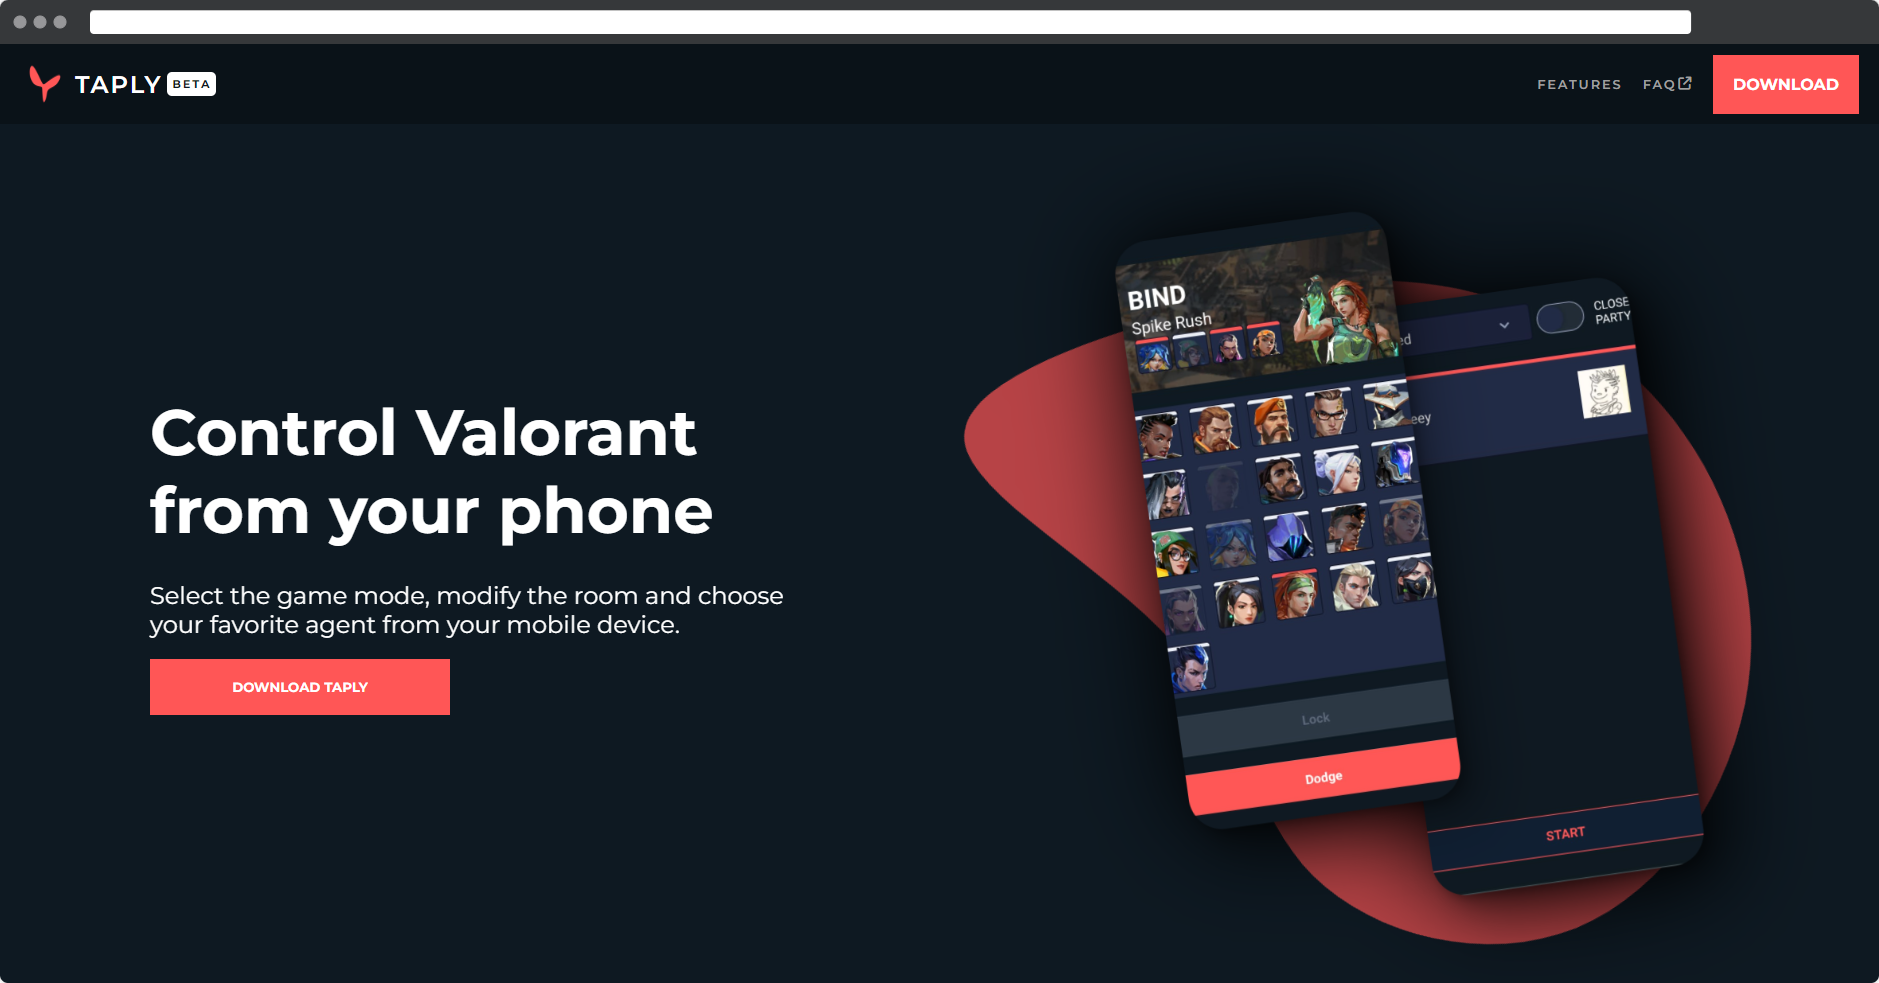 TAPLY BETA
FEATURES FAQ DOWNLOAD
Control Valorant
from your phone
Select the game mode, modify the room and choose
your favorite agent from your mobile device.
DOWNLOAD TAPLY
BIND
Spike Rush
Lock
Dodge
CLOSE
PARTY
ed
eey
START